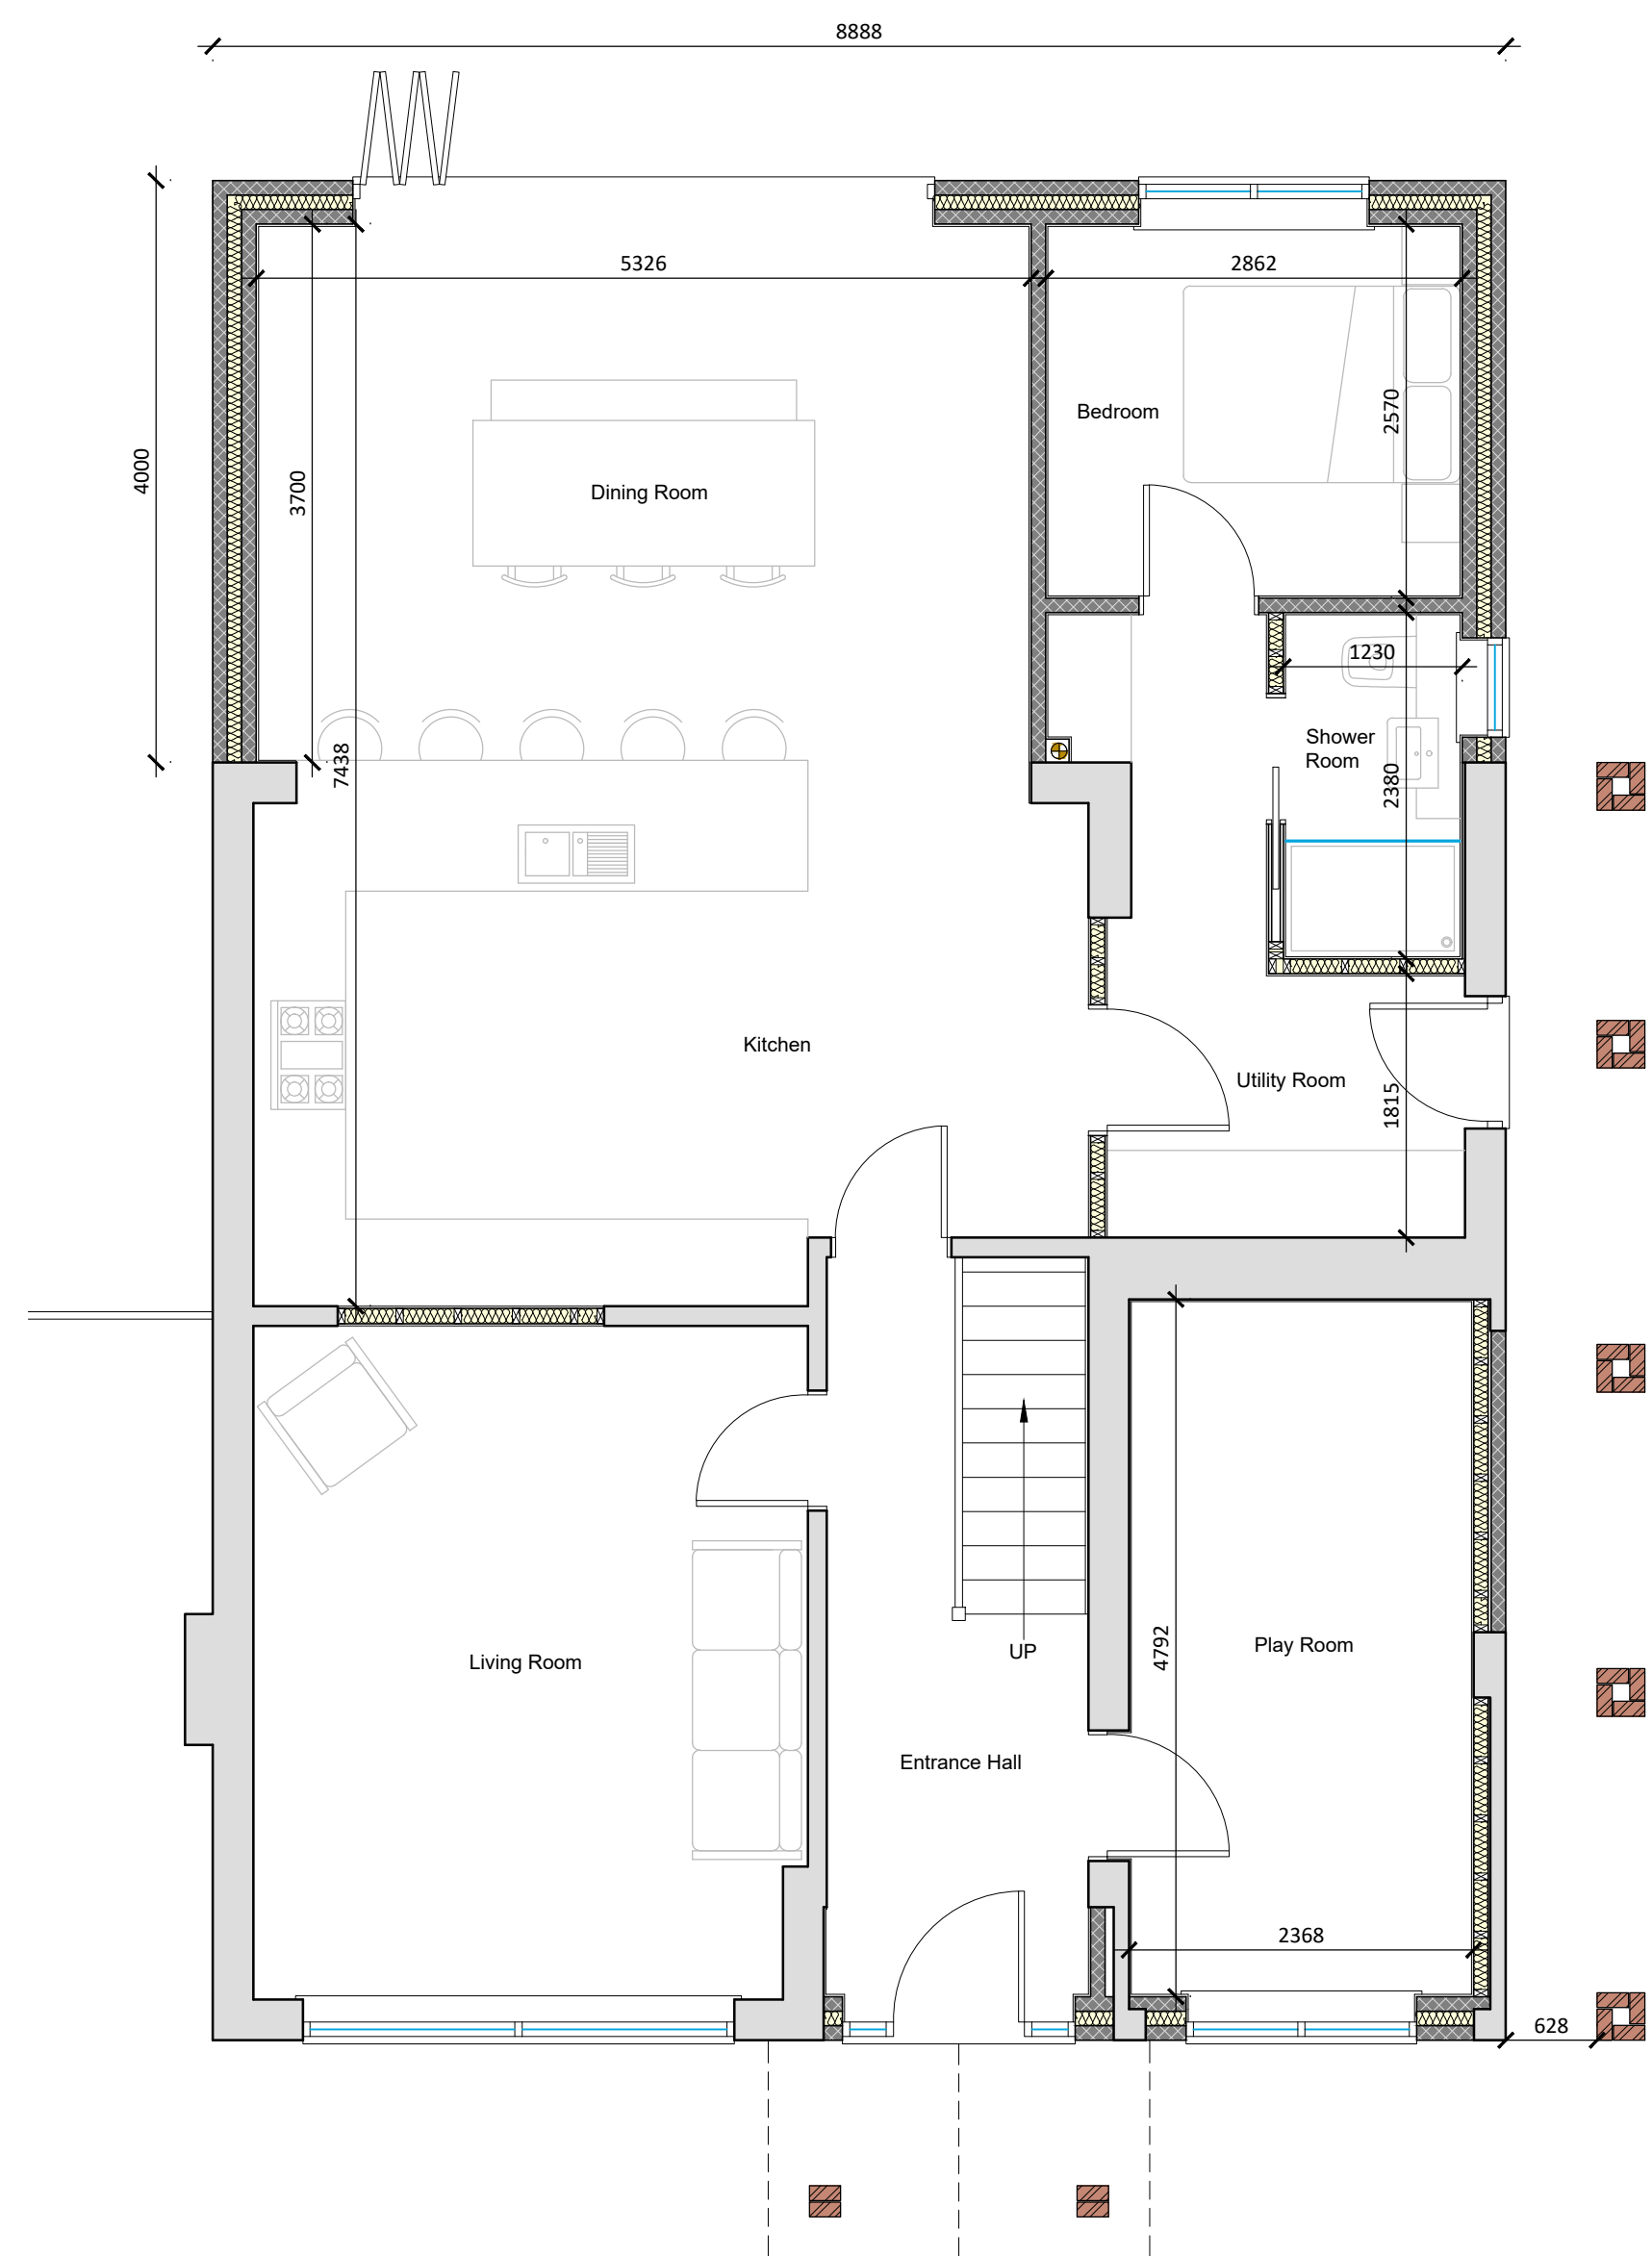 8888
5326
2862
4000
3700
7438
2570
Bedroom
Dining Room
1230
Shower
Room
2380
Kitchen
Utility Room
1815
Living Room
UP
4792
Play Room
Entrance Hall
2368
628